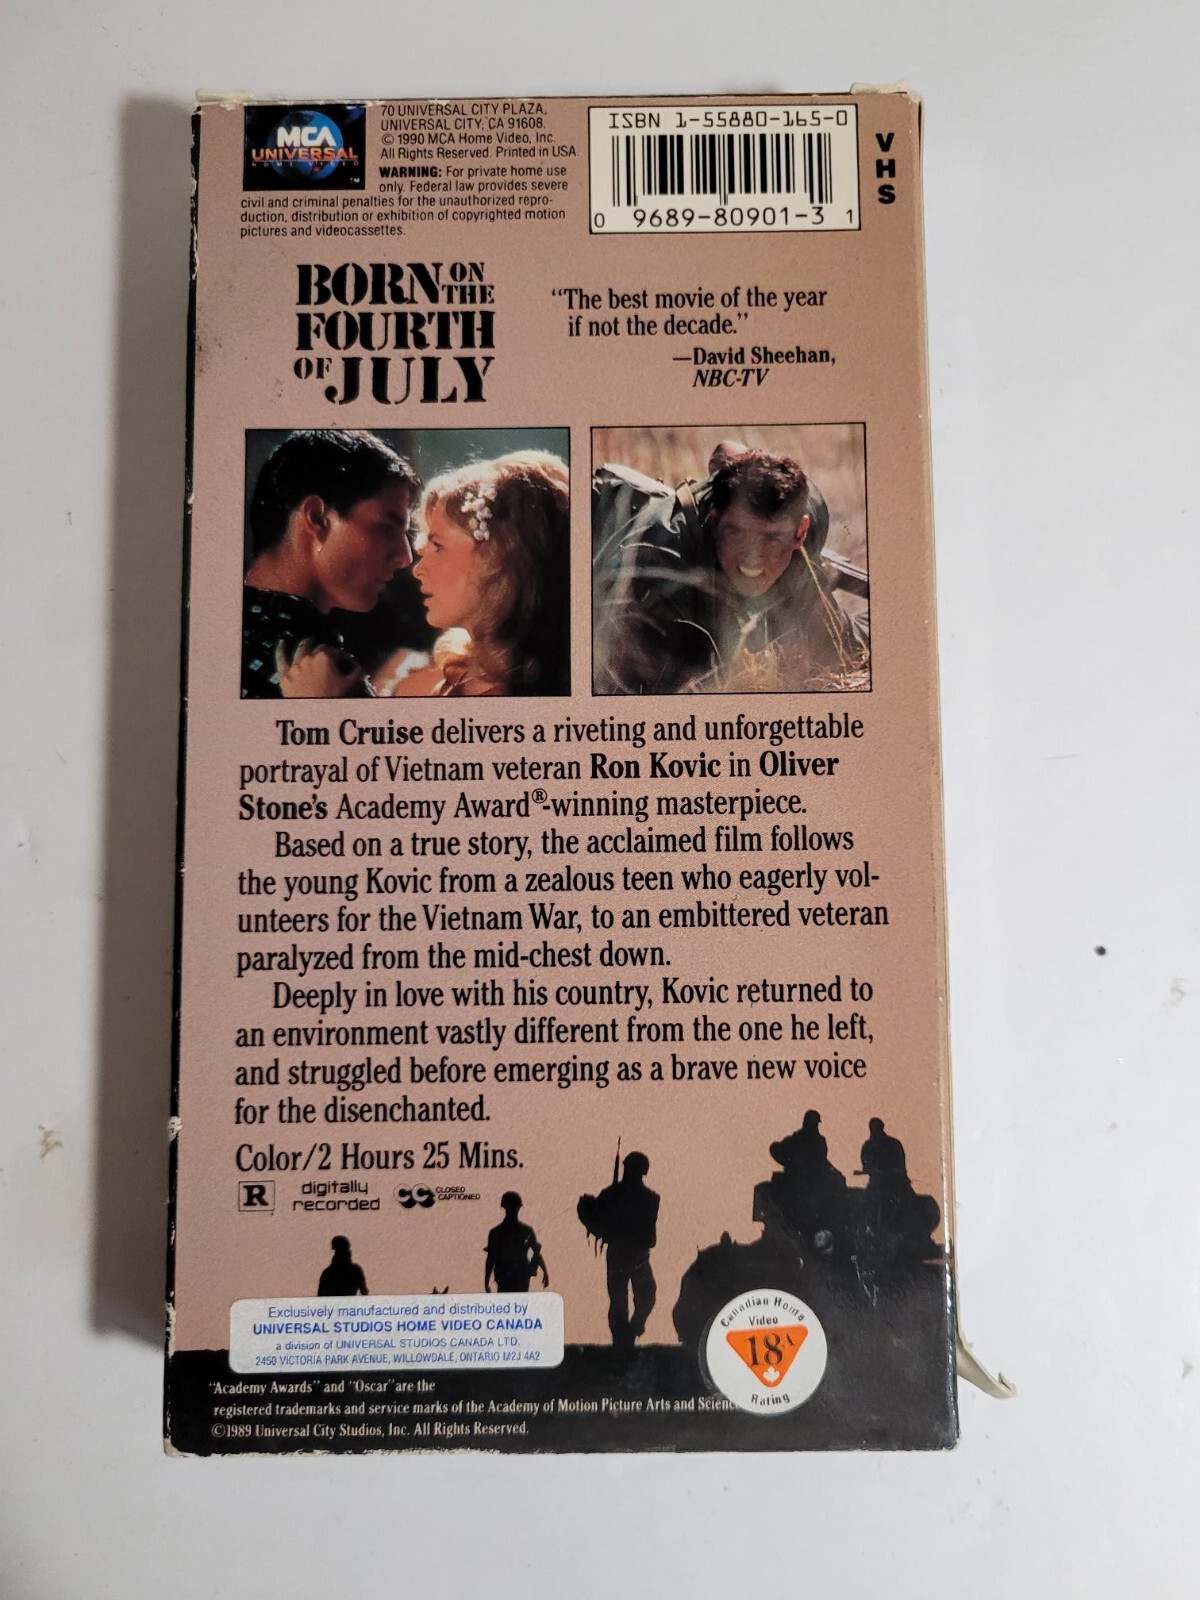 MCA
UNIVERSAL
HOME VIDEO
™
70 UNIVERSAL CITY PLAZA,
UNIVERSAL CITY, CA 91608.
© 1990 MCA Home Video, Inc.
All Rights Reserved. Printed in USA
WARNING: For private home use
only. Federal law provides severe
civil and criminal penalties for the unauthorized repro-
duction, distribution or exhibition of copyrighted motion
pictures and videocassettes.
ISBN 1-55880-165-0
0 9689-80901-3 1
VHS
BORN ON THE
FOURTH
OF JULY
“The best movie of the year
if not the decade.”
—David Sheehan,
NBC-TV
Tom Cruise delivers a riveting and unforgettable
portrayal of Vietnam veteran Ron Kovic in Oliver
Stone's Academy Award®-winning masterpiece.
Based on a true story, the acclaimed film follows
the young Kovic from a zealous teen who eagerly vol-
unteers for the Vietnam War, to an embittered veteran
paralyzed from the mid-chest down.
Deeply in love with his country, Kovic returned to
an environment vastly different from the one he left,
and struggled before emerging as a brave new voice
for the disenchanted.
Color/2 Hours 25 Mins.
R
digitally
recorded
CC CLOSED
CAPTIONED
Exclusively manufactured and distributed by
UNIVERSAL STUDIOS HOME VIDEO CANADA
a division of UNIVERSAL STUDIOS CANADA LTD.
2450 VICTORIA PARK AVENUE, WILLOWDALE, ONTARIO M2J 4A2
Canadian Home
Video
18A
Rating
“Academy Awards” and “Oscar” are the
registered trademarks and service marks of the Academy of Motion Picture Arts and
©1989 Universal City Studios, Inc. All Rights Reserved.